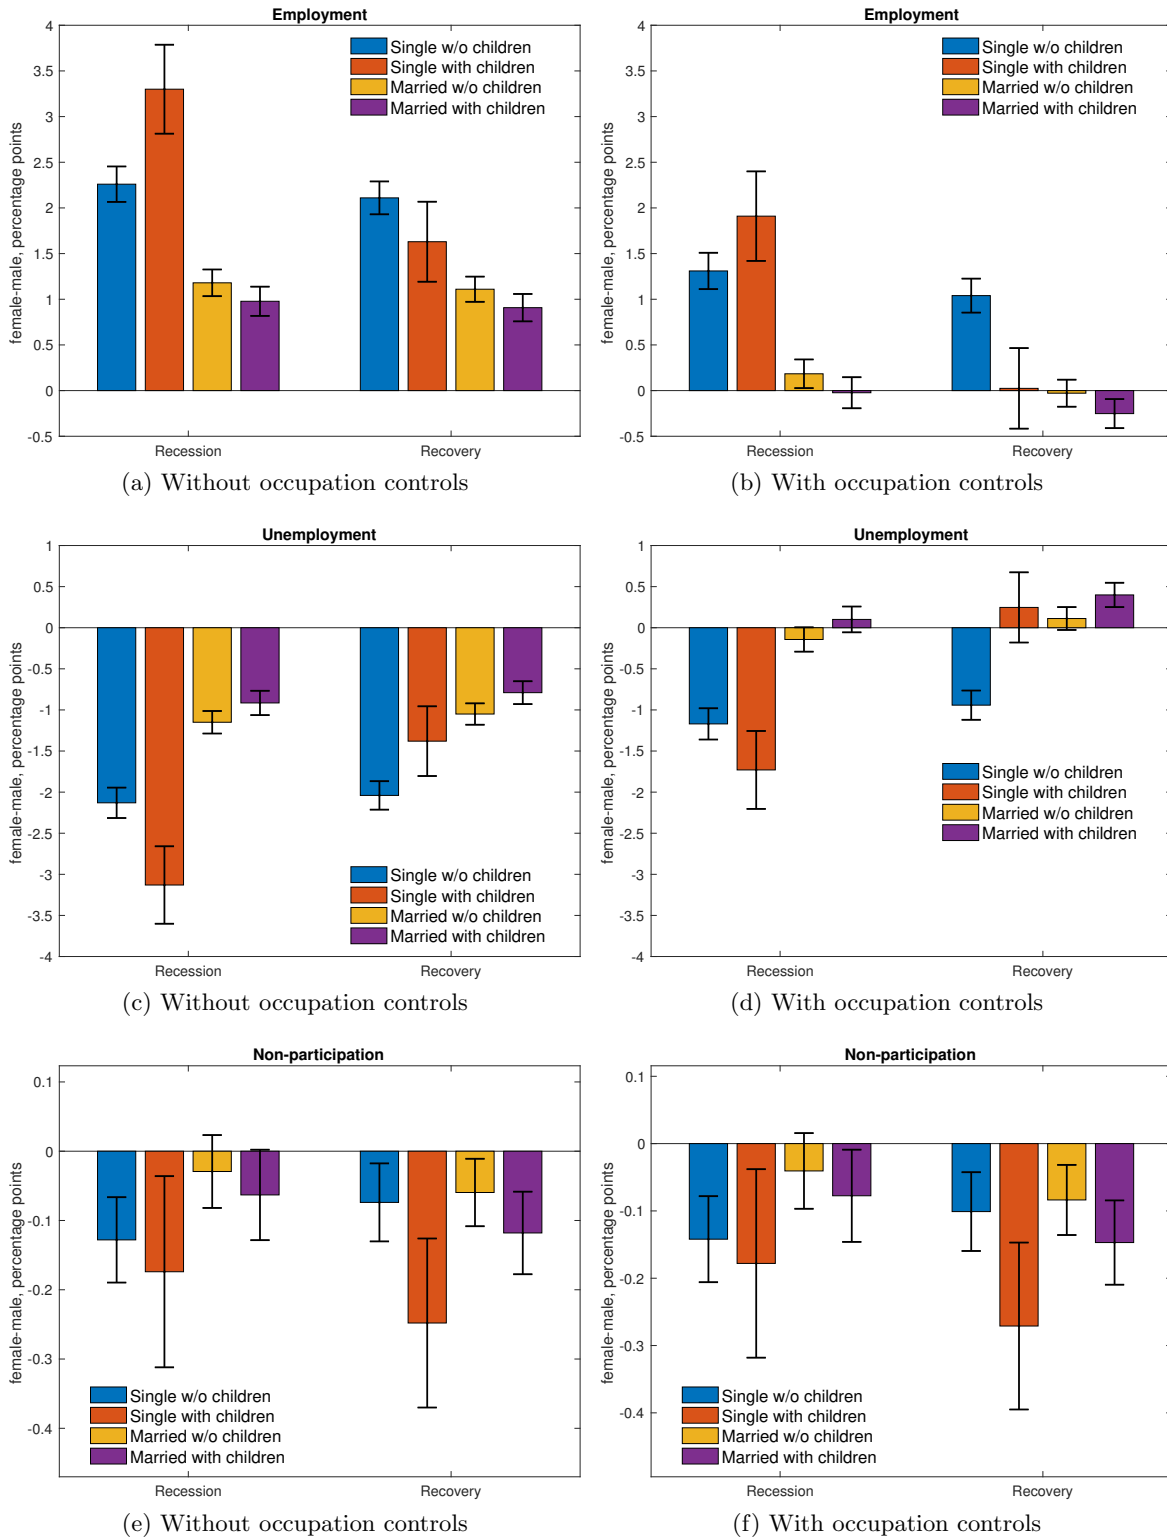 Employment
female-male, percentage points
4
3.5
3
2.5
2
1.5
1
0.5
0
-0.5
Single w/o children
Single with children
Married w/o children
Married with children
Recession
Recovery
(a) Without occupation controls
Employment
female-male, percentage points
4
3.5
3
2.5
2
1.5
1
0.5
0
-0.5
Single w/o children
Single with children
Married w/o children
Married with children
Recession
Recovery
(b) With occupation controls
Unemployment
female-male, percentage points
1
0.5
0
-0.5
-1
-1.5
-2
-2.5
-3
-3.5
-4
Single w/o children
Single with children
Married w/o children
Married with children
Recession
Recovery
(c) Without occupation controls
Unemployment
female-male, percentage points
1
0.5
0
-0.5
-1
-1.5
-2
-2.5
-3
-3.5
-4
Single w/o children
Single with children
Married w/o children
Married with children
Recession
Recovery
(d) With occupation controls
Non-participation
female-male, percentage points
0.1
0
-0.1
-0.2
-0.3
-0.4
Single w/o children
Single with children
Married w/o children
Married with children
Recession
Recovery
(e) Without occupation controls
Non-participation
female-male, percentage points
0.1
0
-0.1
-0.2
-0.3
-0.4
Single w/o children
Single with children
Married w/o children
Married with children
Recession
Recovery
(f) With occupation controls